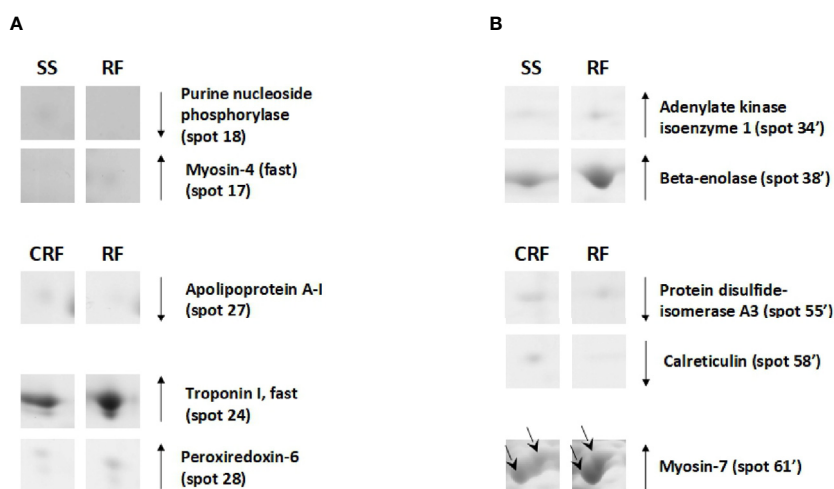 A
SS RF
Purine nucleoside
phosphorylase
(spot 18)
Myosin-4 (fast)
(spot 17)
CRF RF
Apolipoprotein A-I
(spot 27)
Troponin I, fast
(spot 24)
Peroxiredoxin-6
(spot 28)
B
SS RF
Adenylate kinase
isoenzyme 1 (spot 34’)
Beta-enolase (spot 38’)
CRF RF
Protein disulfide-
isomerase A3 (spot 55’)
Calreticulin (spot 58’)
Myosin-7 (spot 61’)